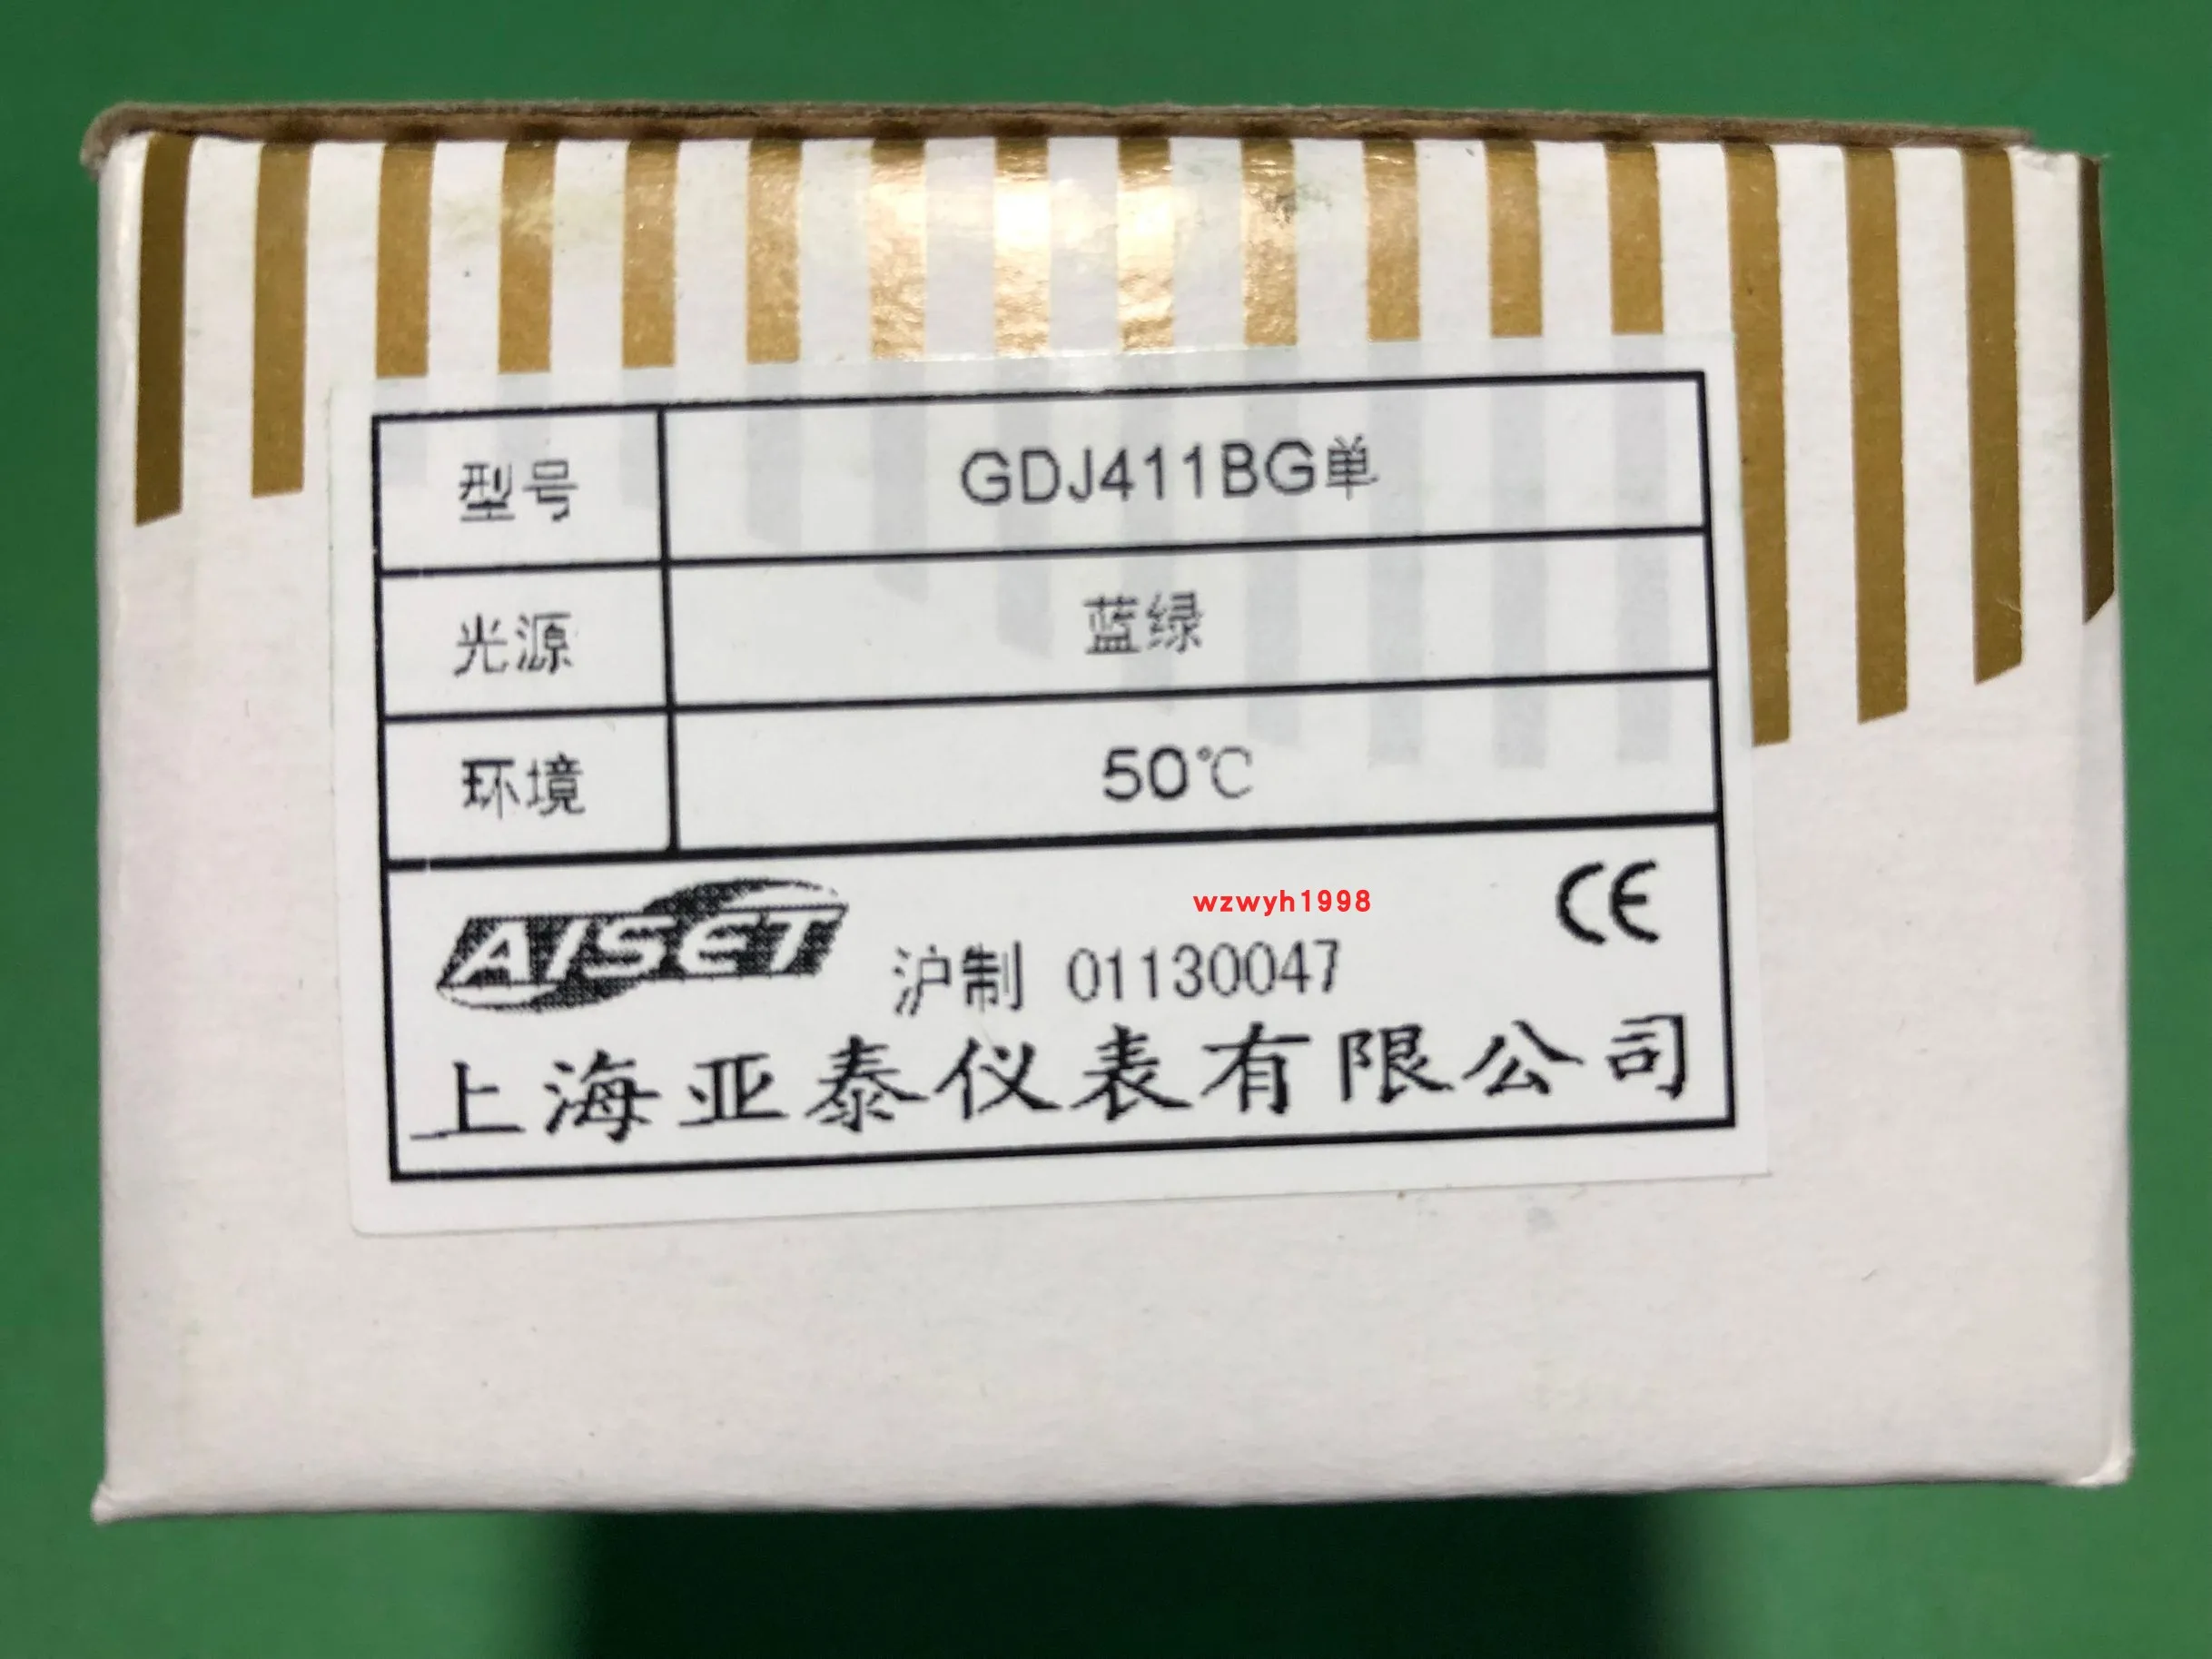 型号 GDJ411BG单
光源 蓝绿
环境 50℃
AISET
wzwyh1998
CE
沪制 01130047
上海亚泰仪表有限公司